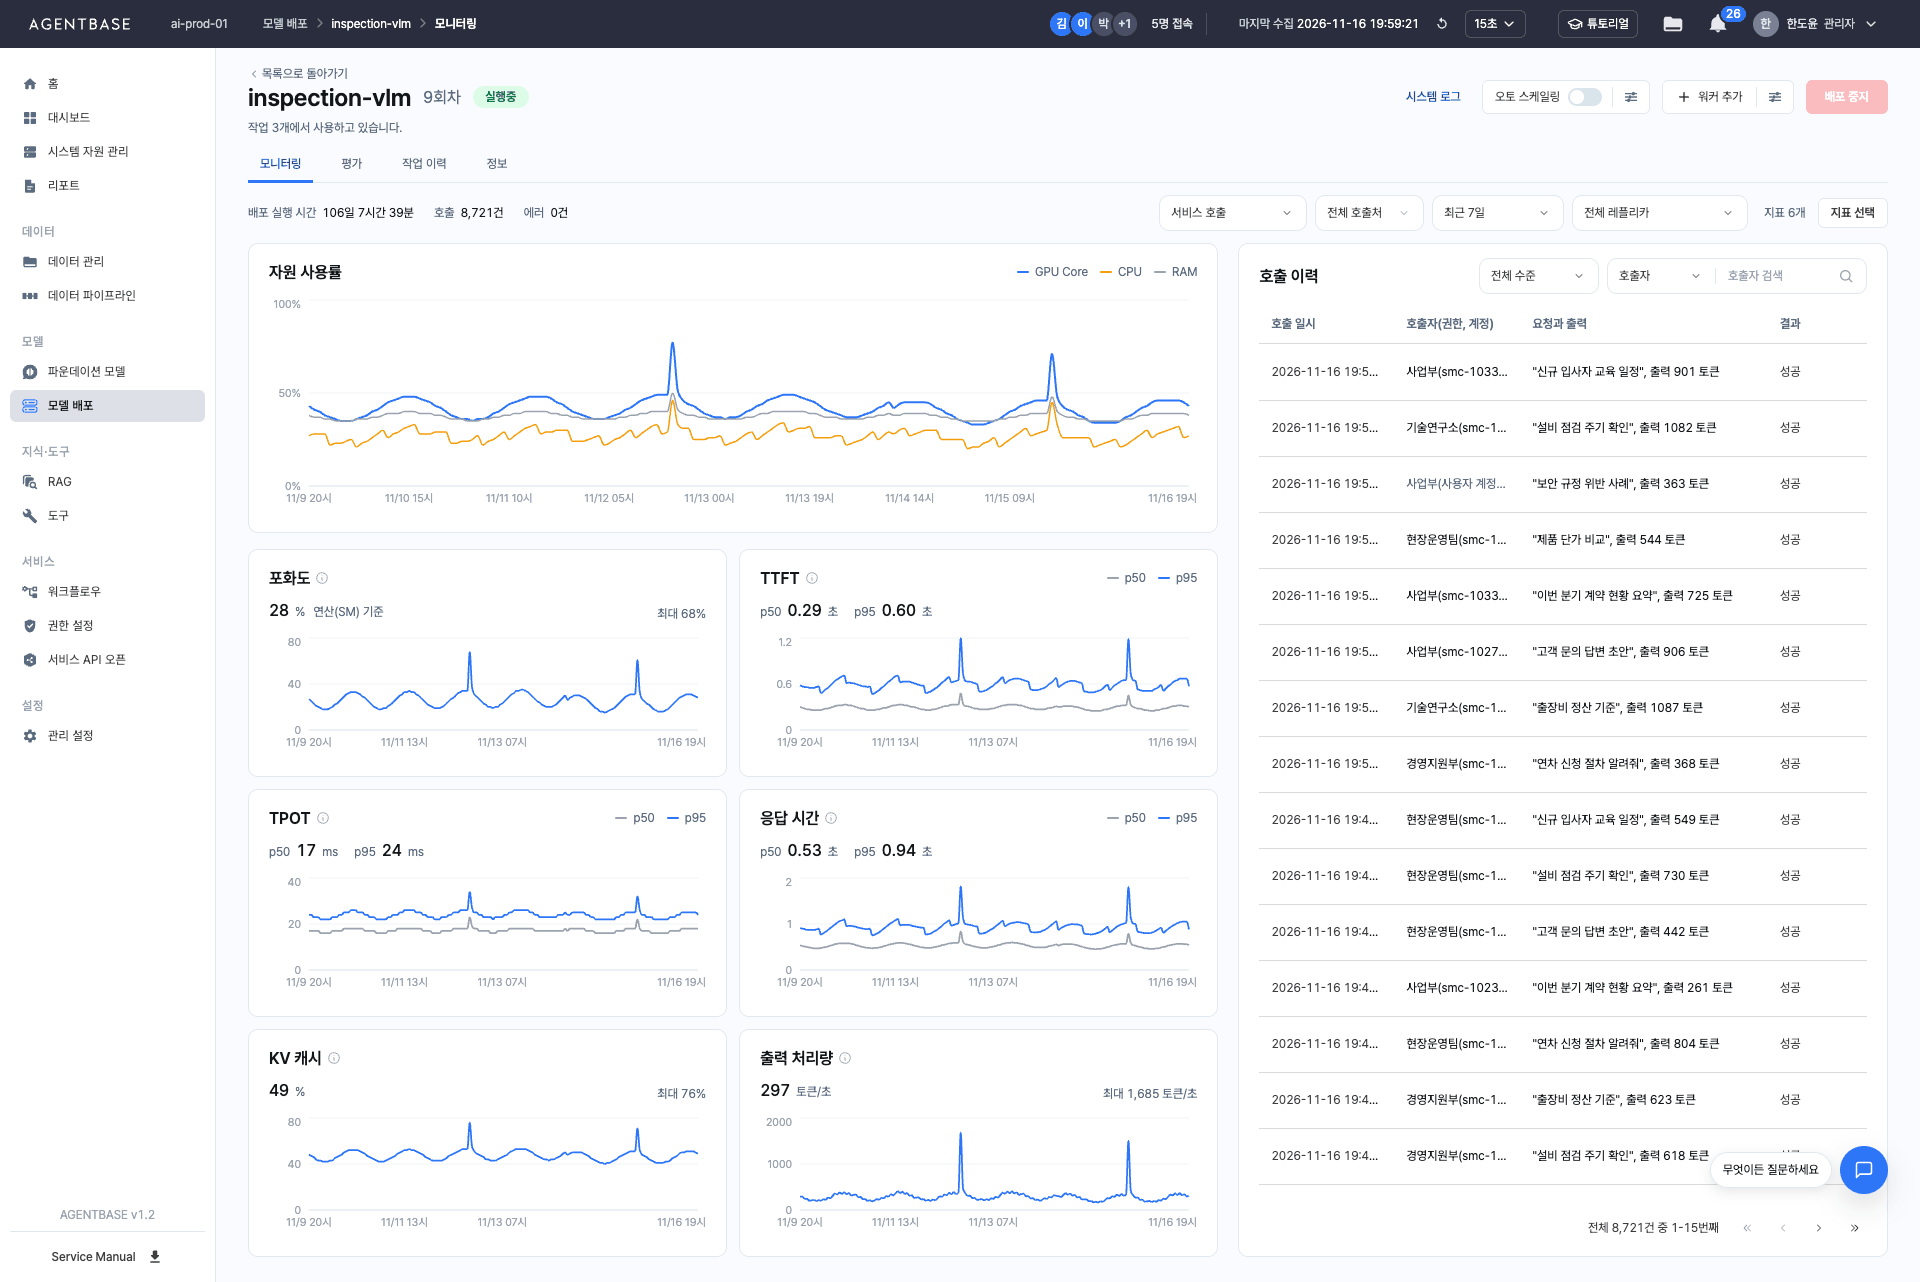 AGENTBASE
ai-prod-01
모델 배포 > inspection-vlm > 모니터링
김 이 박 +1 5명 접속
마지막 수집 2026-11-16 19:59:21
15초
튜토리얼
26
한 한도윤 관리자
홈
대시보드
시스템 자원 관리
리포트
데이터
데이터 관리
데이터 파이프라인
모델
파운데이션 모델
모델 배포
지식·도구
RAG
도구
서비스
워크플로우
권한 설정
서비스 API 오픈
설정
관리 설정
AGENTBASE v1.2
Service Manual
목록으로 돌아가기
inspection-vlm 9회차 실행중
작업 3개에서 사용하고 있습니다.
시스템 로그
오토 스케일링
워커 추가
배포 중지
모니터링 평가 작업 이력 정보
배포 실행 시간 106일 7시간 39분 호출 8,721건 에러 0건
서비스 호출
전체 호출처
최근 7일
전체 레플리카
지표 6개
지표 선택
자원 사용률
GPU Core CPU RAM
100%
50%
0%
11/9 20시 11/10 15시 11/11 10시 11/12 05시 11/13 00시 11/13 19시 11/14 14시 11/15 09시 11/16 19시
포화도
28 % 연산(SM) 기준
최대 68%
80
40
0
11/9 20시 11/11 13시 11/13 07시 11/16 19시
TTFT
p50 p95
p50 0.29 초 p95 0.60 초
1.2
0.6
0
11/9 20시 11/11 13시 11/13 07시 11/16 19시
TPOT
p50 p95
p50 17 ms p95 24 ms
40
20
0
11/9 20시 11/11 13시 11/13 07시 11/16 19시
응답 시간
p50 p95
p50 0.53 초 p95 0.94 초
2
1
0
11/9 20시 11/11 13시 11/13 07시 11/16 19시
KV 캐시
49 %
최대 76%
80
40
0
11/9 20시 11/11 13시 11/13 07시 11/16 19시
출력 처리량
297 토큰/초
최대 1,685 토큰/초
2000
1000
0
11/9 20시 11/11 13시 11/13 07시 11/16 19시
호출 이력
전체 수준
호출자
호출자 검색
호출 일시 호출자(권한, 계정) 요청과 출력 결과
2026-11-16 19:5... 사업부(smc-1033... "신규 입사자 교육 일정", 출력 901 토큰 성공
2026-11-16 19:5... 기술연구소(smc-1... "설비 점검 주기 확인", 출력 1082 토큰 성공
2026-11-16 19:5... 사업부(사용자 계정... "보안 규정 위반 사례", 출력 363 토큰 성공
2026-11-16 19:5... 현장운영팀(smc-1... "제품 단가 비교", 출력 544 토큰 성공
2026-11-16 19:5... 사업부(smc-1033... "이번 분기 계약 현황 요약", 출력 725 토큰 성공
2026-11-16 19:5... 사업부(smc-1027... "고객 문의 답변 초안", 출력 906 토큰 성공
2026-11-16 19:5... 기술연구소(smc-1... "출장비 정산 기준", 출력 1087 토큰 성공
2026-11-16 19:5... 경영지원부(smc-1... "연차 신청 절차 알려줘", 출력 368 토큰 성공
2026-11-16 19:4... 현장운영팀(smc-1... "신규 입사자 교육 일정", 출력 549 토큰 성공
2026-11-16 19:4... 현장운영팀(smc-1... "설비 점검 주기 확인", 출력 730 토큰 성공
2026-11-16 19:4... 현장운영팀(smc-1... "고객 문의 답변 초안", 출력 442 토큰 성공
2026-11-16 19:4... 사업부(smc-1023... "이번 분기 계약 현황 요약", 출력 261 토큰 성공
2026-11-16 19:4... 현장운영팀(smc-1... "연차 신청 절차 알려줘", 출력 804 토큰 성공
2026-11-16 19:4... 경영지원부(smc-1... "출장비 정산 기준", 출력 623 토큰 성공
2026-11-16 19:4... 경영지원부(smc-1... "설비 점검 주기 확인", 출력 618 토큰
무엇이든 질문하세요
전체 8,721건 중 1-15번째